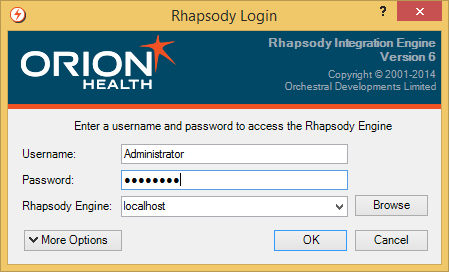 Rhapsody Login
ORION
HEALTH
Rhapsody Integration Engine
Version 6
Copyright © 2001-2014
Orchestral Developments Limited
Enter a username and password to access the Rhapsody Engine
Username: Administrator
Password: ●●●●●●●●
Rhapsody Engine: localhost Browse
More Options OK Cancel